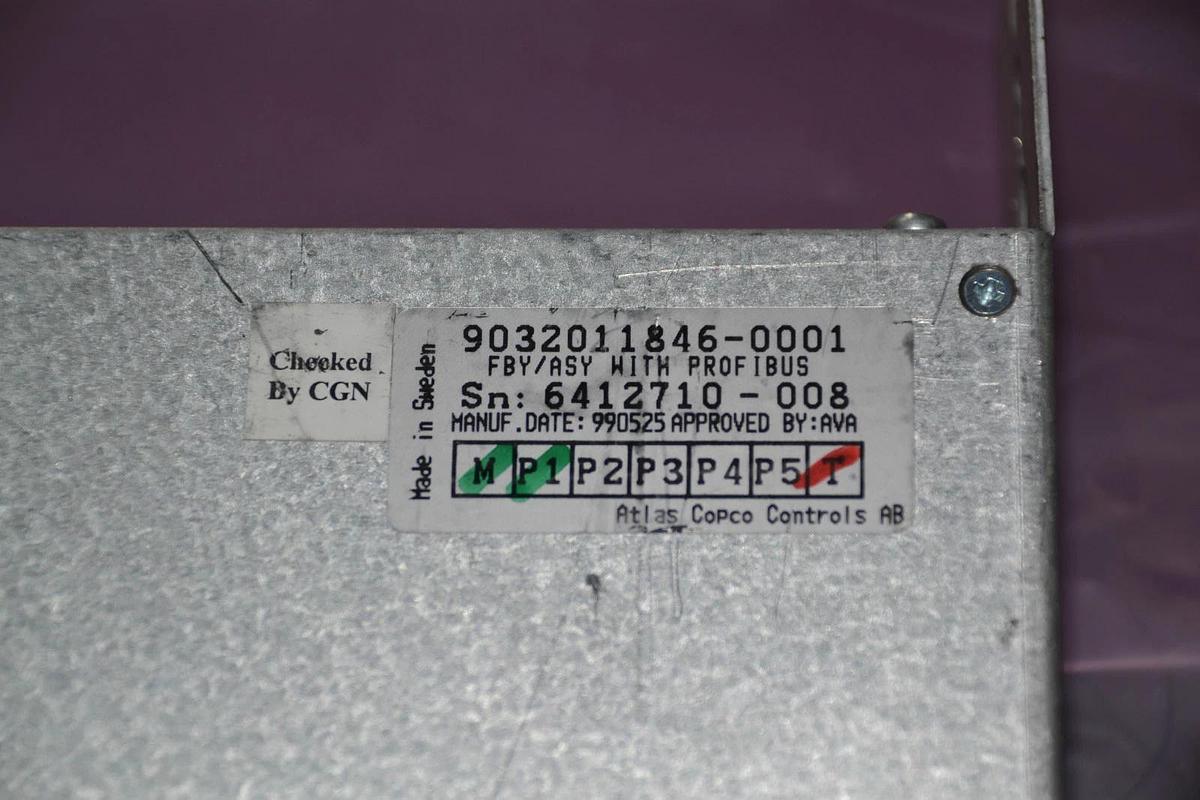 Checked
By CGN
Made in Sweden
9032011846-0001
FBY/ASY WITH PROFIBUS
Sn: 6412710 - 008
MANUF.DATE: 990525 APPROVED BY:AVA
M P1 P2 P3 P4 P5 T
Atlas Copco Controls AB